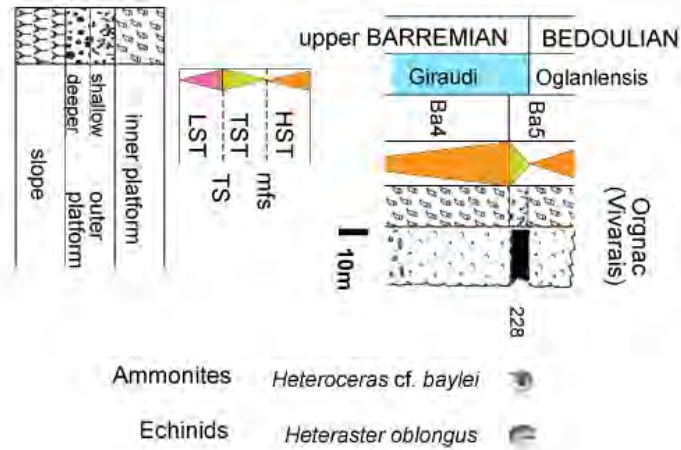 upper BARREMIAN
BEDOULIAN
Giraudi
Oglanlensis
Ba4
Ba5
Orgnac
(Vivarais)
228
10m
slope
deeper
shallow
outer
platform
inner platform
LST
TS
TST
mfs
HST
Ammonites
Heteroceras cf. baylei
Echinids
Heteraster oblongus